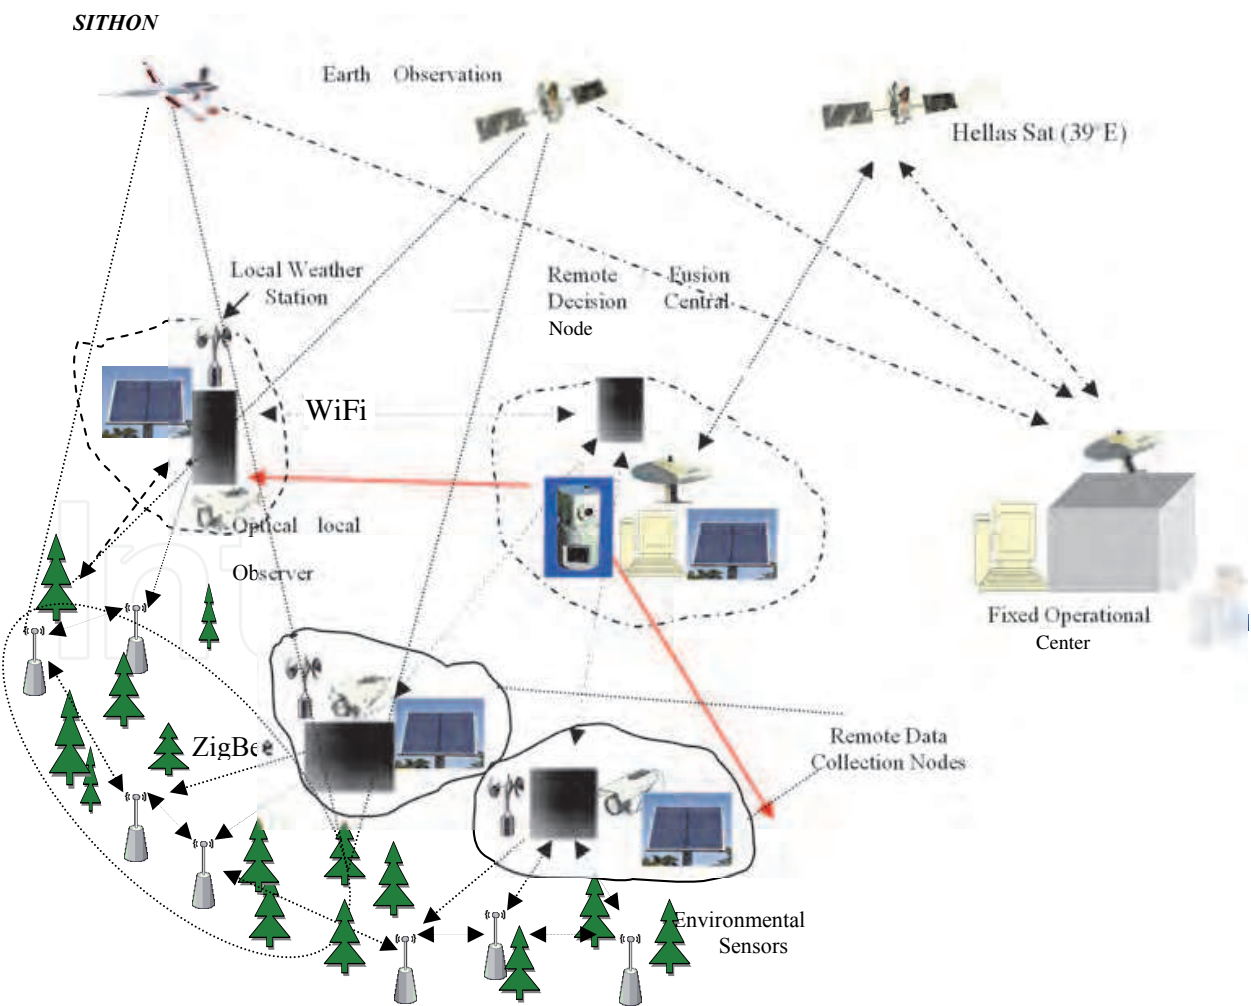 SITHON
Earth Observation
Hellas Sat (39°E)
Local Weather
Station
Remote Fusion
Decision Central
Node
WiFi
Optical local
Observer
Fixed Operational
Center
ZigBee
Remote Data
Collection Nodes
Environmental
Sensors